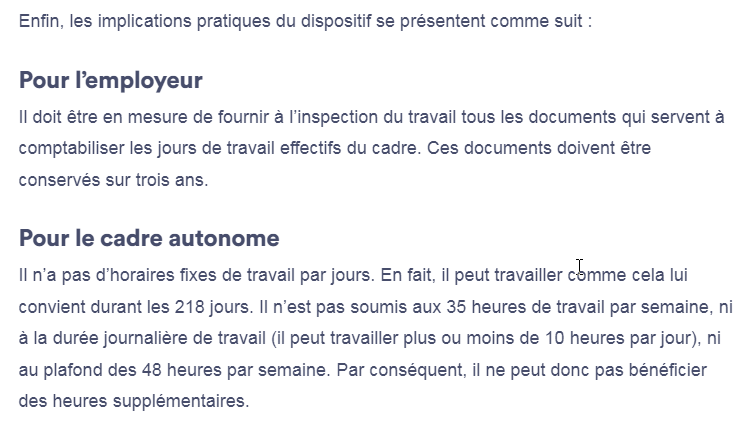 Enfin, les implications pratiques du dispositif se présentent comme suit :
Pour l’employeur
Il doit être en mesure de fournir à l’inspection du travail tous les documents qui servent à
comptabiliser les jours de travail effectifs du cadre. Ces documents doivent être
conservés sur trois ans.
Pour le cadre autonome
Il n’a pas d’horaires fixes de travail par jours. En fait, il peut travailler comme cela lui
convient durant les 218 jours. Il n’est pas soumis aux 35 heures de travail par semaine, ni
à la durée journalière de travail (il peut travailler plus ou moins de 10 heures par jour), ni
au plafond des 48 heures par semaine. Par conséquent, il ne peut donc pas bénéficier
des heures supplémentaires.